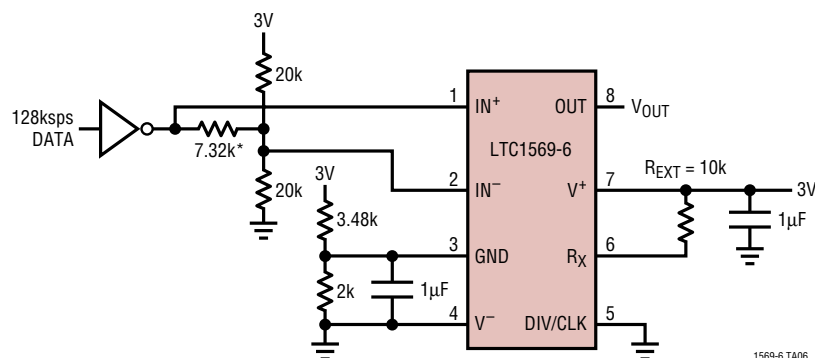 3V
20k
128ksps
DATA
7.32k*
20k
3V
3.48k
2k
1µF
1
IN+
2
IN−
3
GND
4
V−
LTC1569-6
OUT
8
VOUT
V+
7
REXT = 10k
3V
1µF
RX
6
DIV/CLK
5
1569-6 TA06